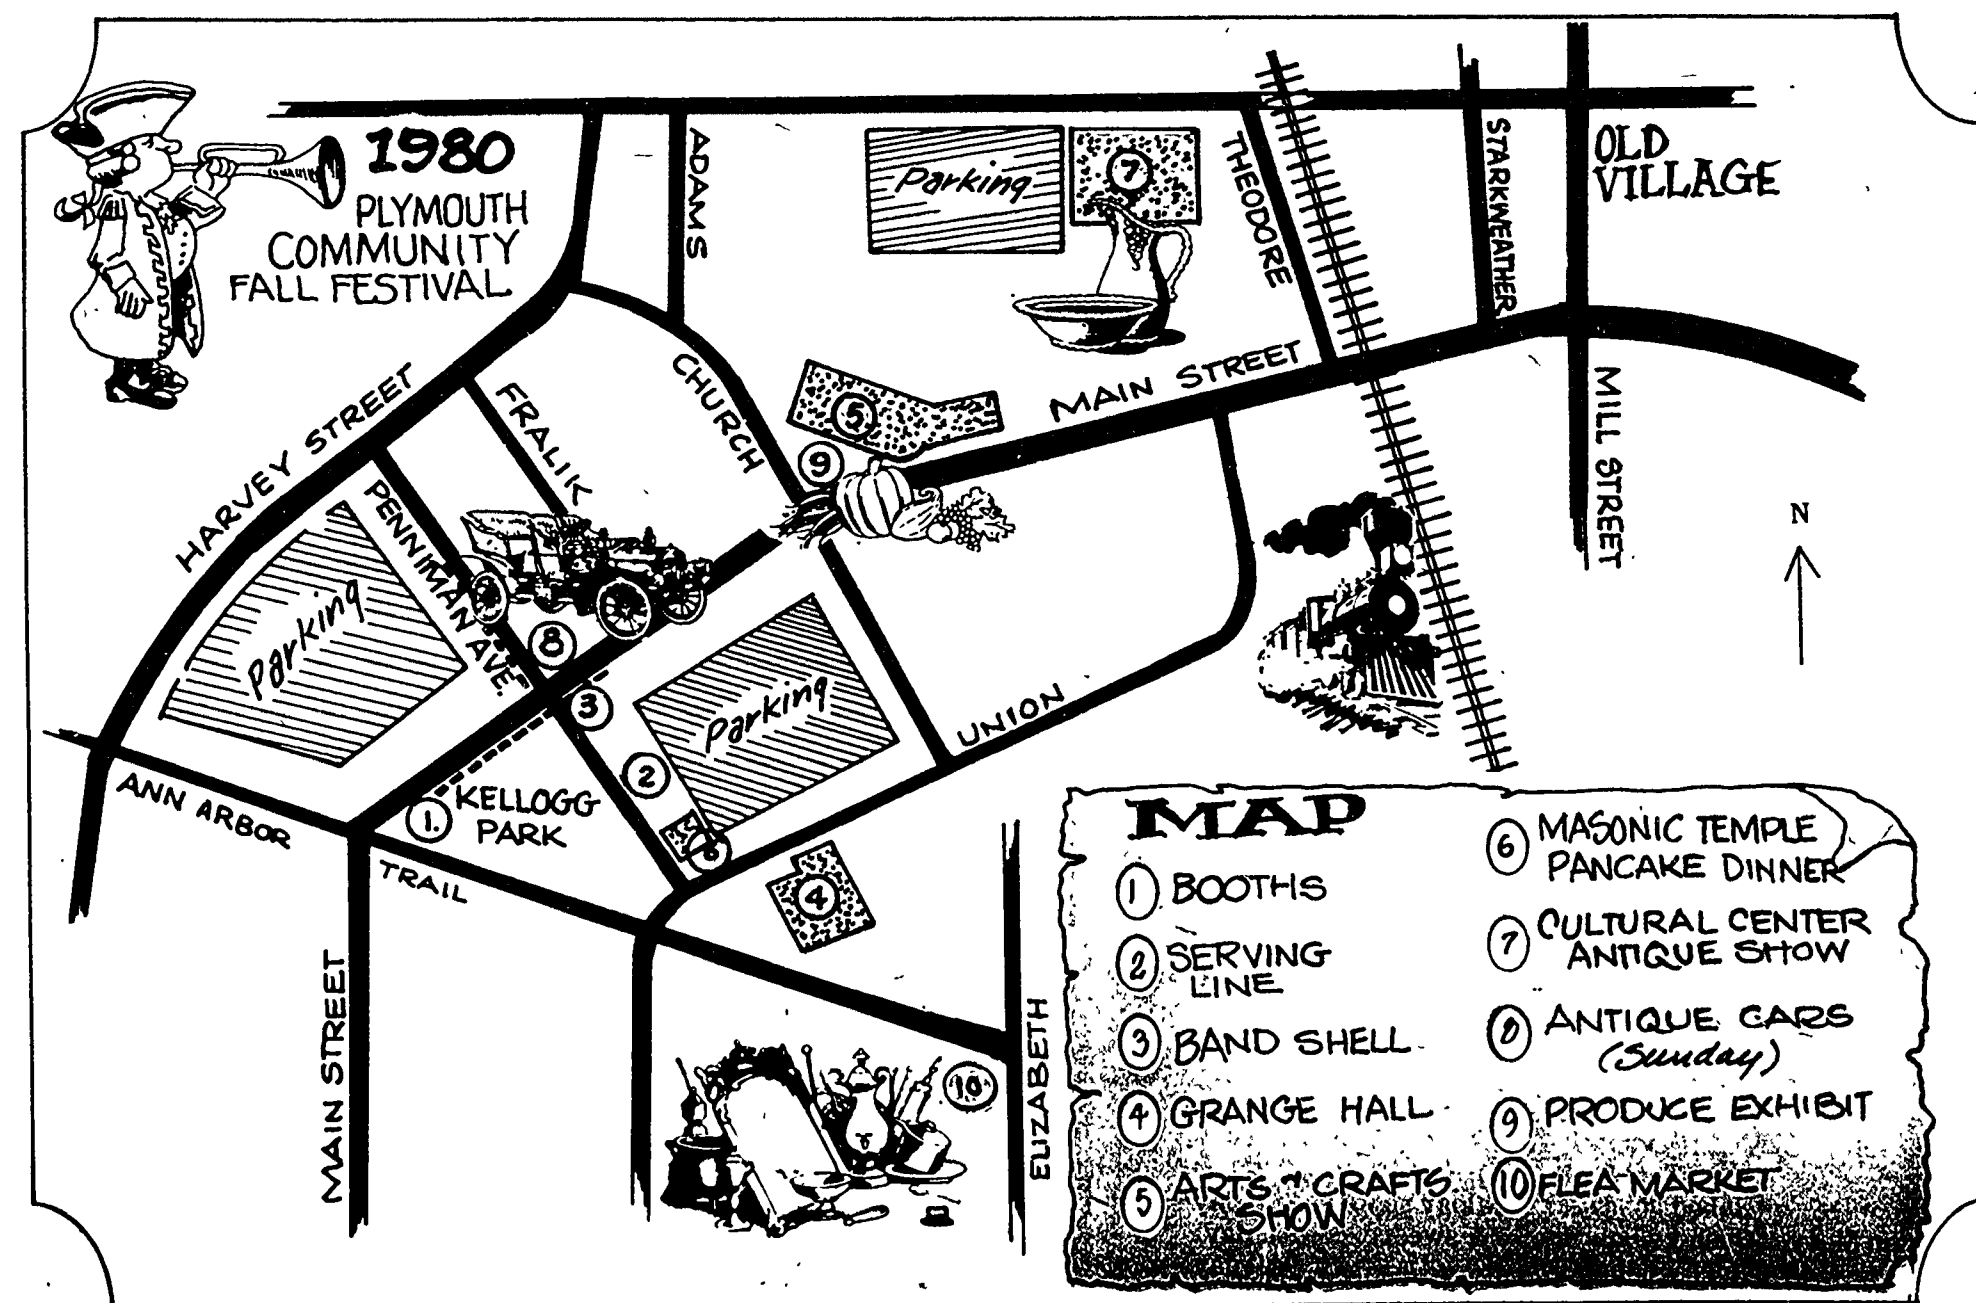 1980
PLYMOUTH
COMMUNITY
FALL FESTIVAL
ADAMS
Parking
7
THEODORE
STARKWEATHER
OLD
VILLAGE
HARVEY STREET
FRALIK
CHURCH
5
9
MAIN STREET
MILL STREET
N
PENNIMAN AVE.
Parking
8
3
Parking
UNION
2
ANN ARBOR
TRAIL
1.
KELLOGG
PARK
6
4
MAIN STREET
10
ELIZABETH
MAP
1 BOOTHS
2 SERVING
LINE
3 BAND SHELL
4 GRANGE HALL
5 ARTS ~ CRAFTS
SHOW
6 MASONIC TEMPLE
PANCAKE DINNER
7 CULTURAL CENTER
ANTIQUE SHOW
8 ANTIQUE CARS
(Sunday)
9 PRODUCE EXHIBIT
10 FLEA MARKET